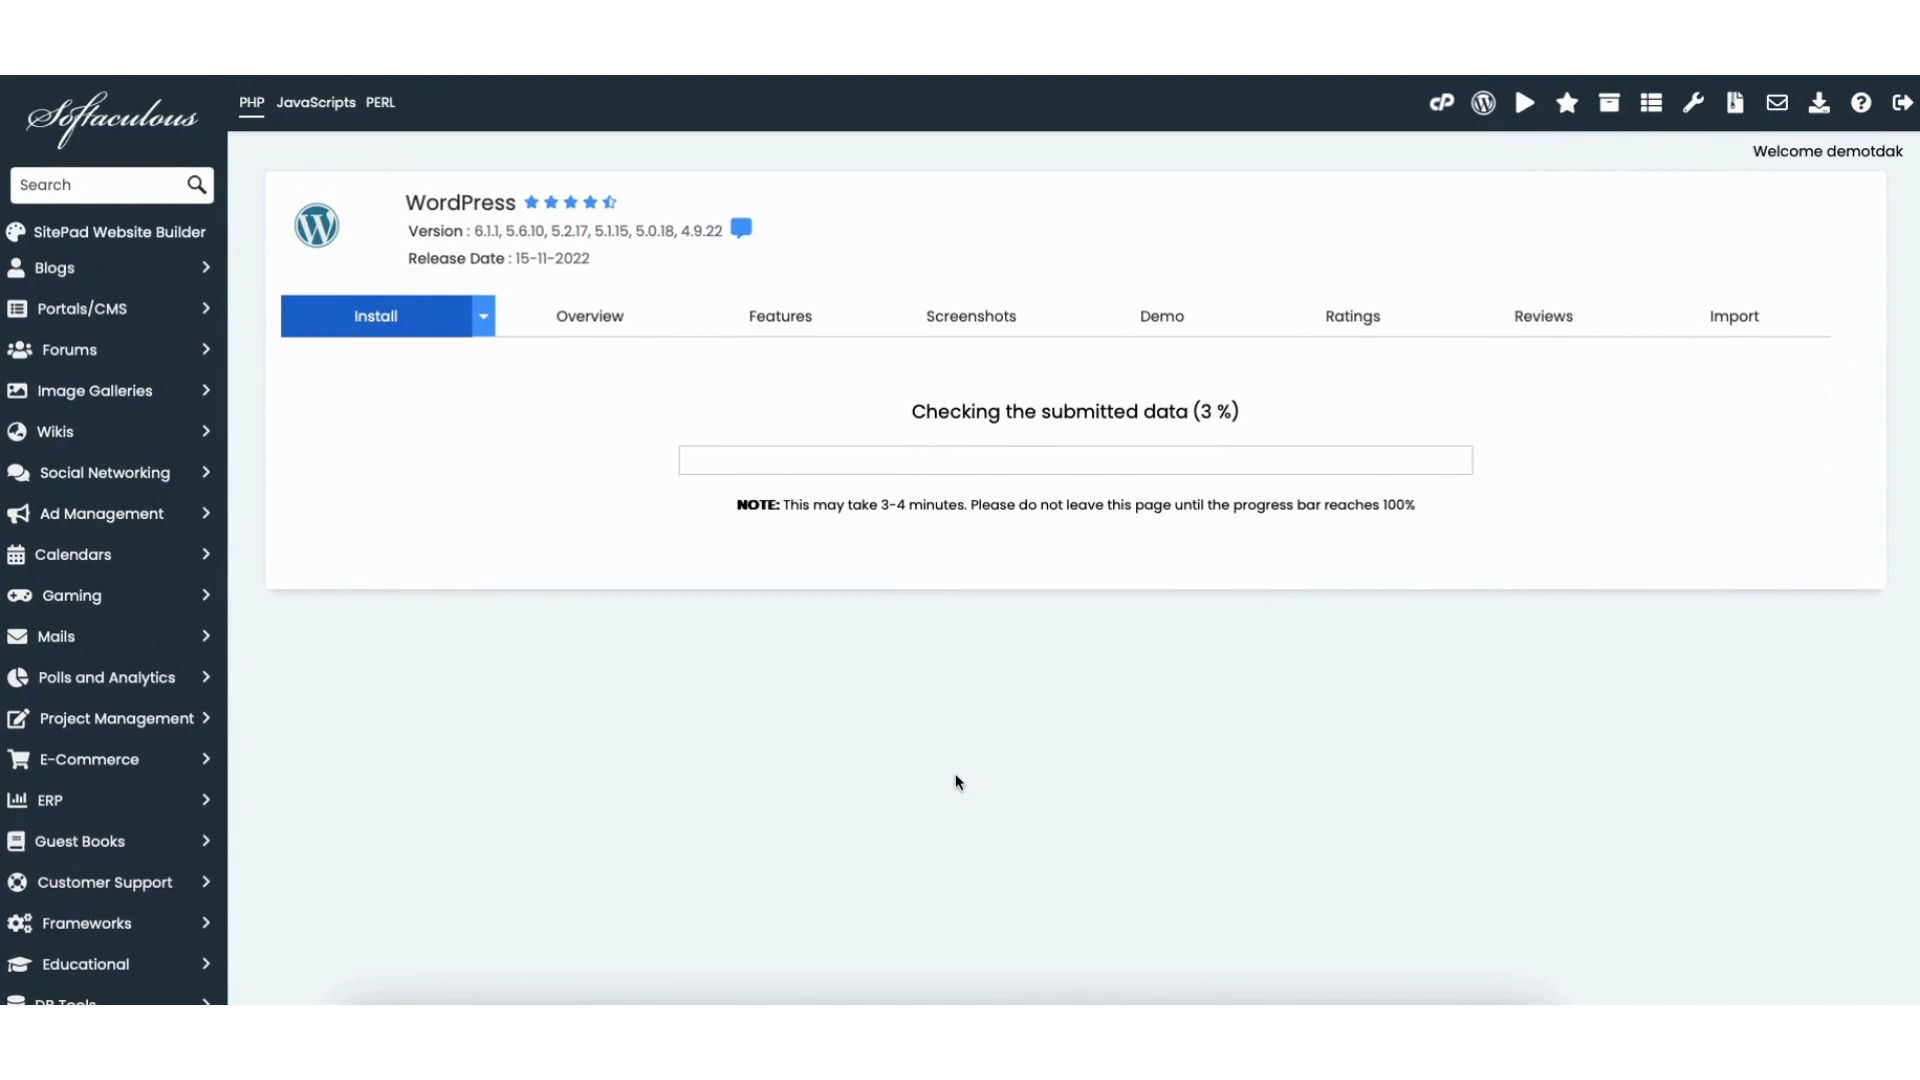 Softaculous
PHP JavaScripts PERL
cP
Welcome demotdak
Search
SitePad Website Builder
Blogs
Portals/CMS
Forums
Image Galleries
Wikis
Social Networking
Ad Management
Calendars
Gaming
Mails
Polls and Analytics
Project Management
E-Commerce
ERP
Guest Books
Customer Support
Frameworks
Educational
DB Tools
WordPress
Version : 6.1.1, 5.6.10, 5.2.17, 5.1.15, 5.0.18, 4.9.22
Release Date : 15-11-2022
Install Overview Features Screenshots Demo Ratings Reviews Import
Checking the submitted data (3 %)
NOTE: This may take 3-4 minutes. Please do not leave this page until the progress bar reaches 100%